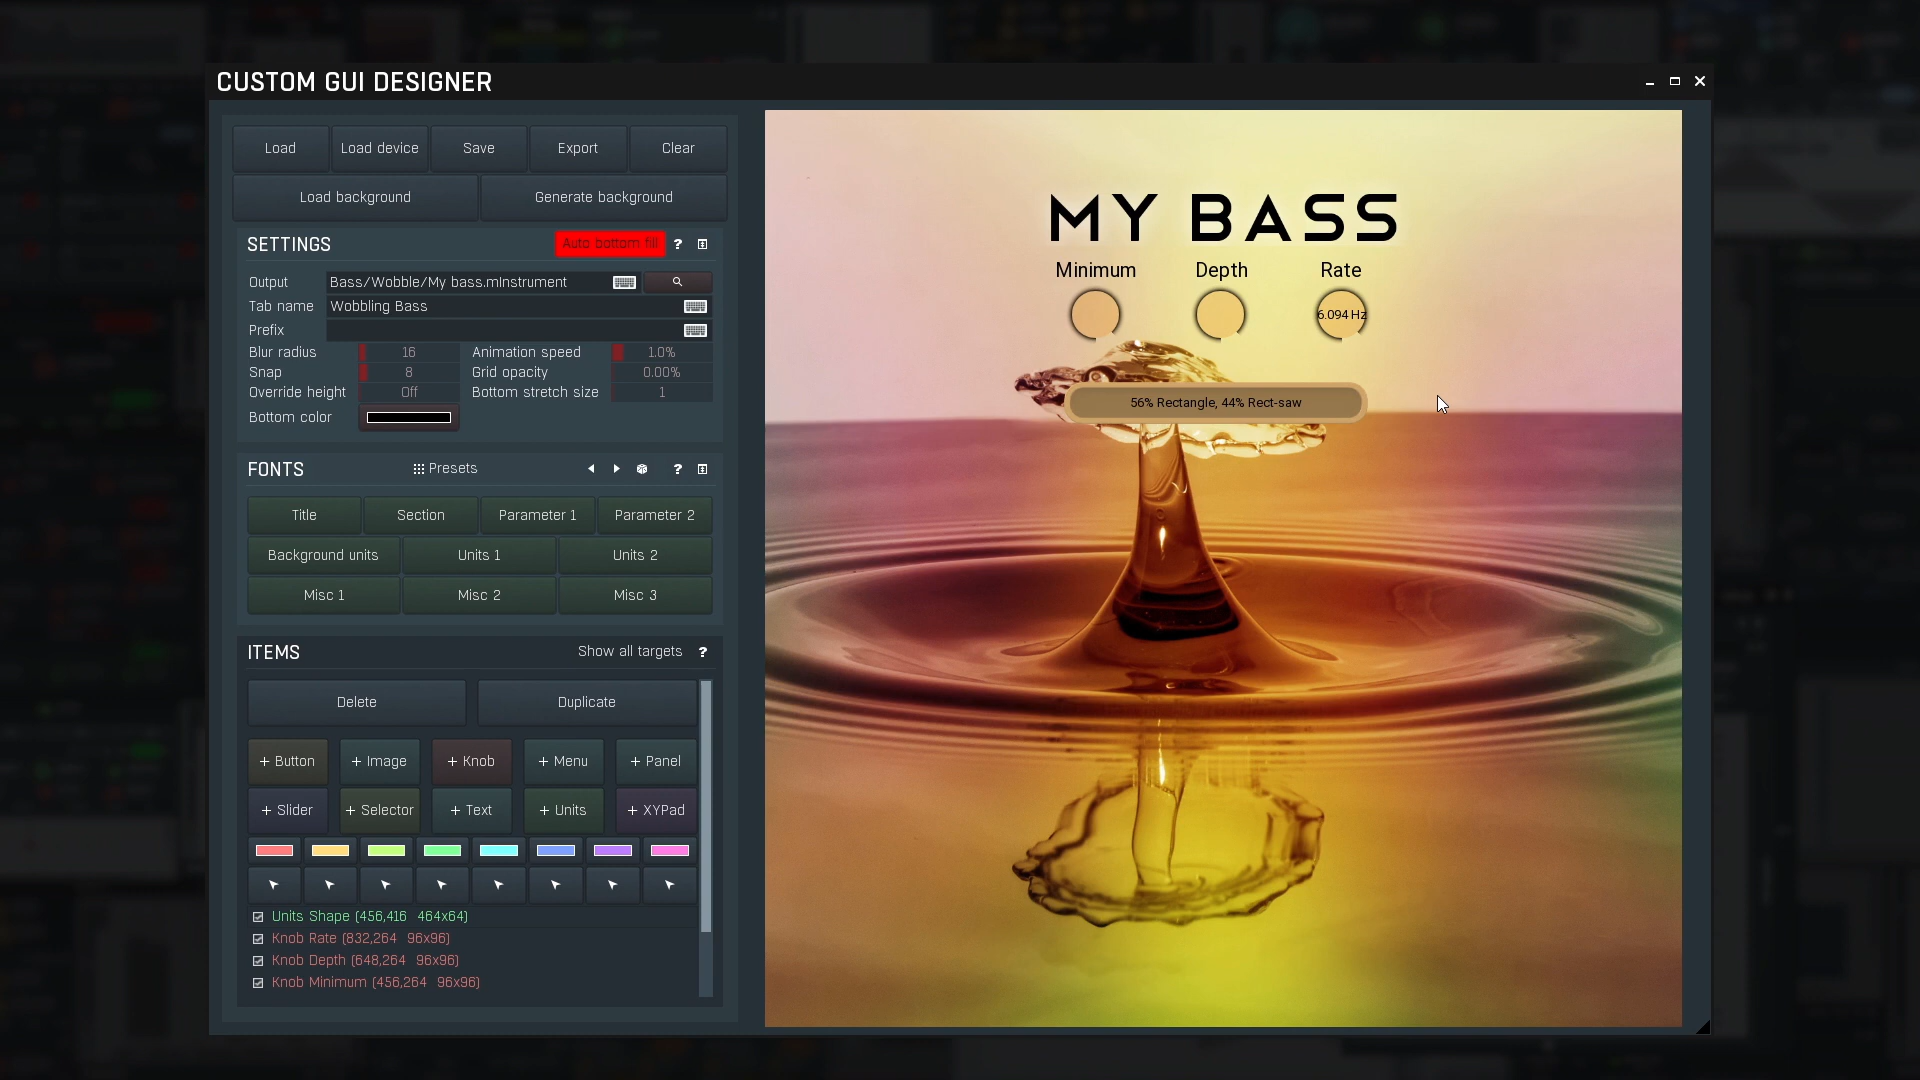 CUSTOM GUI DESIGNER
Load Load device Save Export Clear
Load background Generate background
SETTINGS Auto bottom fill ?
Output Bass/Wobble/My bass.mInstrument
Tab name Wobbling Bass
Prefix
Blur radius 16 Animation speed 1.0%
Snap 8 Grid opacity 0.00%
Override height Off Bottom stretch size 1
Bottom color
FONTS Presets ?
Title Section Parameter 1 Parameter 2
Background units Units 1 Units 2
Misc 1 Misc 2 Misc 3
ITEMS Show all targets ?
Delete Duplicate
+ Button + Image + Knob + Menu + Panel
+ Slider + Selector + Text + Units + XYPad
Units Shape (456,416 464x64)
Knob Rate (832,264 96x96)
Knob Depth (648,264 96x96)
Knob Minimum (456,264 96x96)
MY BASS
Minimum Depth Rate
6.094 Hz
56% Rectangle, 44% Rect-saw